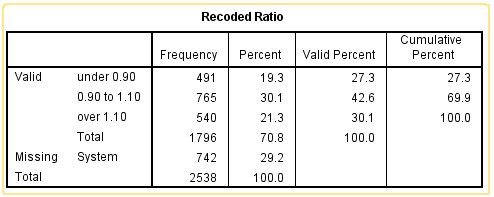 Recoded Ratio
Frequency Percent Valid Percent Cumulative Percent
Valid under 0.90 491 19.3 27.3 27.3
0.90 to 1.10 765 30.1 42.6 69.9
over 1.10 540 21.3 30.1 100.0
Total 1796 70.8 100.0
Missing System 742 29.2
Total 2538 100.0